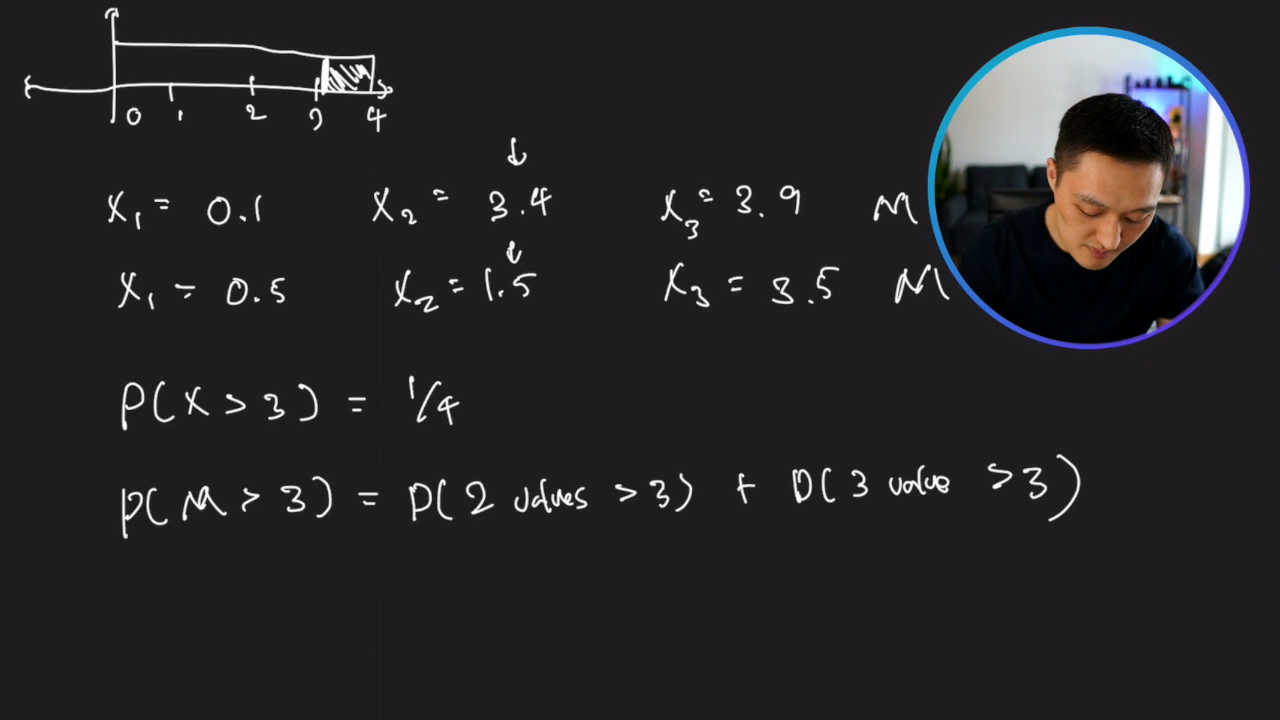 0 1 2 3 4
X₁ = 0.1 X₂ = 3.4 X₃ = 3.9 M
X₁ = 0.5 X₂ = 1.5 X₃ = 3.5 M
P(X > 3) = 1/4
P(M > 3) = P(2 values > 3) + P(3 value > 3)